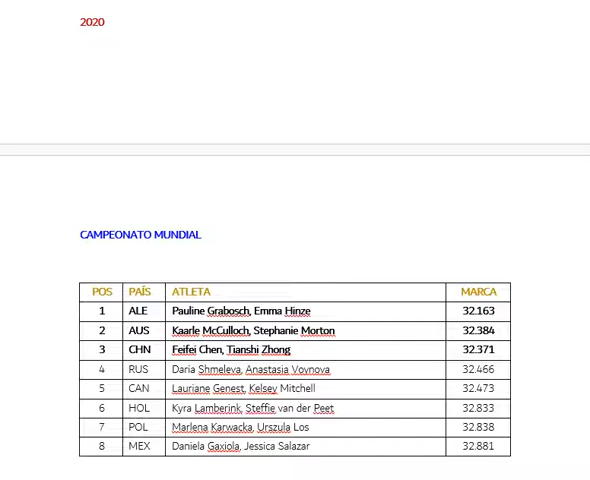 2020
CAMPEONATO MUNDIAL
POS PAÍS ATLETA MARCA
1 ALE Pauline Grabosch, Emma Hinze 32.163
2 AUS Kaarle McCulloch, Stephanie Morton 32.384
3 CHN Feifei Chen, Tianshi Zhong 32.371
4 RUS Daria Shmeleva, Anastasia Voynova 32.466
5 CAN Lauriane Genest, Kelsey Mitchell 32.473
6 HOL Kyra Lamberink, Steffie van der Peet 32.833
7 POL Marlena Karwacka, Urszula Los 32.838
8 MEX Daniela Gaxiola, Jessica Salazar 32.881